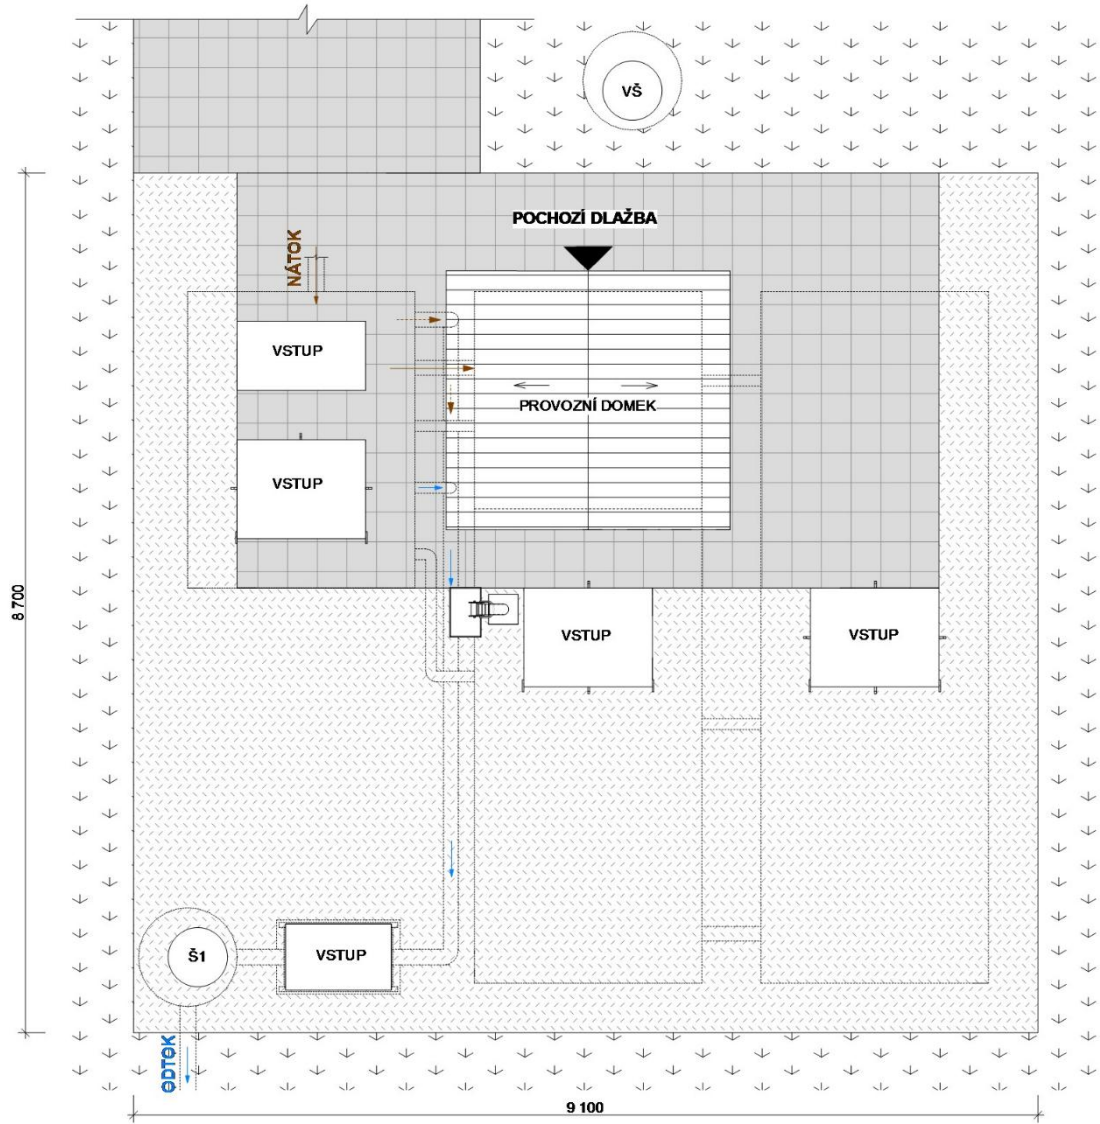 VŠ
POCHOZÍ DLAŽBA
NÁTOK
VSTUP
PROVOZNÍ DOMEK
VSTUP
8 700
VSTUP
VSTUP
Š1
VSTUP
ODTOK
9 100